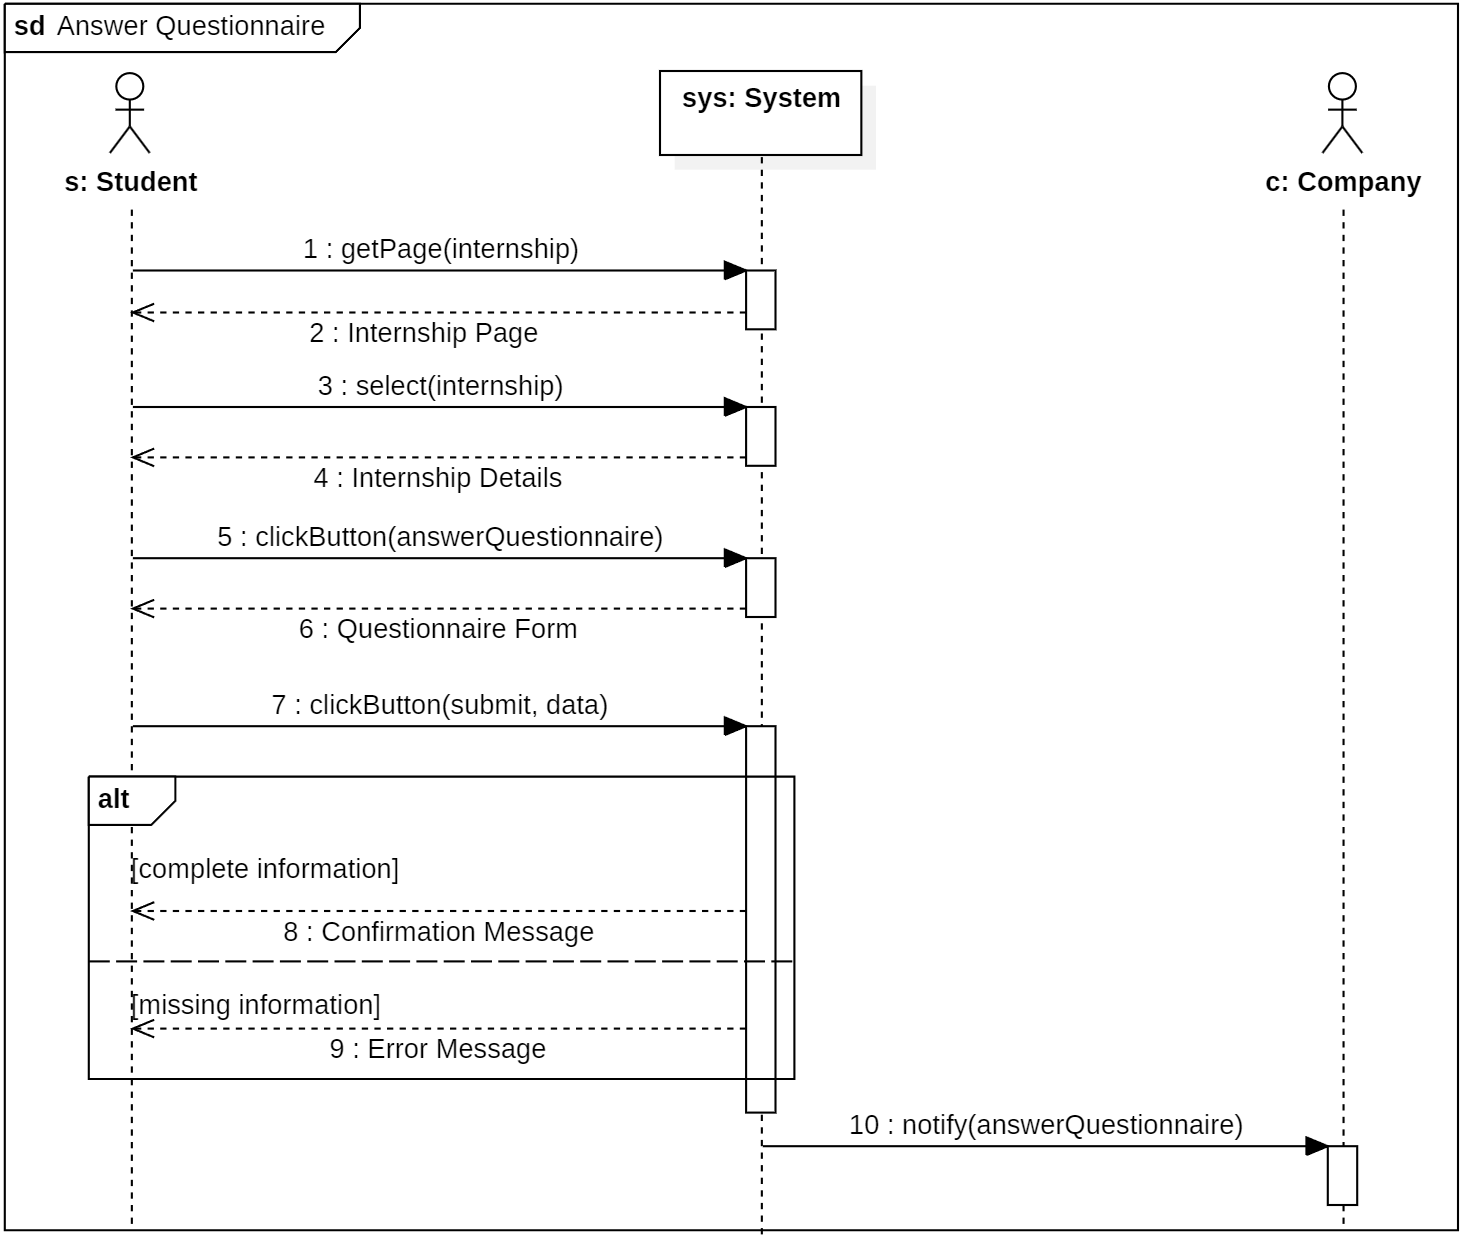 sd Answer Questionnaire
sys: System
s: Student
c: Company
1 : getPage(internship)
2 : Internship Page
3 : select(internship)
4 : Internship Details
5 : clickButton(answerQuestionnaire)
6 : Questionnaire Form
7 : clickButton(submit, data)
alt
[complete information]
8 : Confirmation Message
[missing information]
9 : Error Message
10 : notify(answerQuestionnaire)